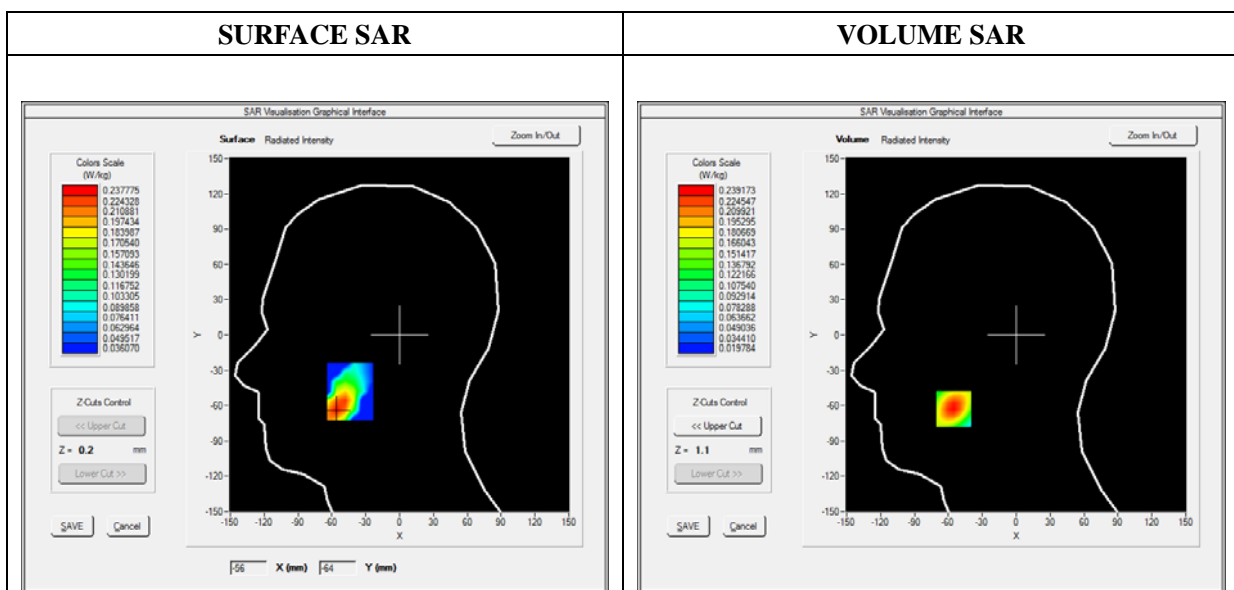 SURFACE SAR
VOLUME SAR
SAR Visualisation Graphical Interface
Surface Radiated Intensity
Zoom In/Out
Colors Scale
(W/kg)
0.237775
0.224328
0.210881
0.197434
0.183987
0.170540
0.157093
0.143646
0.130199
0.116752
0.103305
0.089858
0.076411
0.062964
0.049517
0.036070
Z-Cuts Control
<< Upper Cut
Z = 0.2 mm
Lower Cut >>
SAVE Cancel
150
120
90
60
30
0
-30
-60
-90
-120
-150
Y
-150 -120 -90 -60 -30 0 30 60 90 120 150
X
-56 X (mm) -64 Y (mm)
SAR Visualisation Graphical Interface
Volume Radiated Intensity
Zoom In/Out
Colors Scale
(W/kg)
0.239173
0.224547
0.209921
0.195295
0.180669
0.166043
0.151417
0.136792
0.122166
0.107540
0.092914
0.078288
0.063662
0.049036
0.034410
0.019784
Z-Cuts Control
<< Upper Cut
Z = 1.1 mm
Lower Cut >>
SAVE Cancel
150
120
90
60
30
0
-30
-60
-90
-120
-150
Y
-150 -120 -90 -60 -30 0 30 60 90 120 150
X